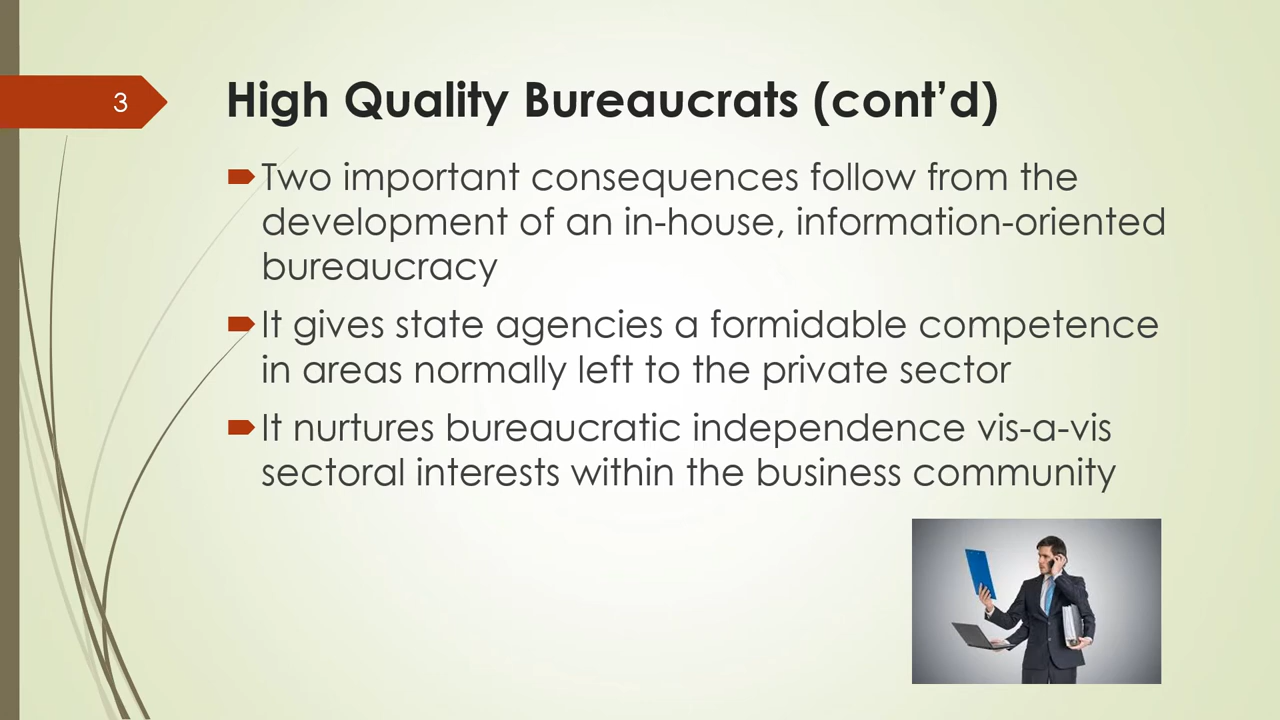 3
High Quality Bureaucrats (cont’d)
Two important consequences follow from the
development of an in-house, information-oriented
bureaucracy
It gives state agencies a formidable competence
in areas normally left to the private sector
It nurtures bureaucratic independence vis-a-vis
sectoral interests within the business community